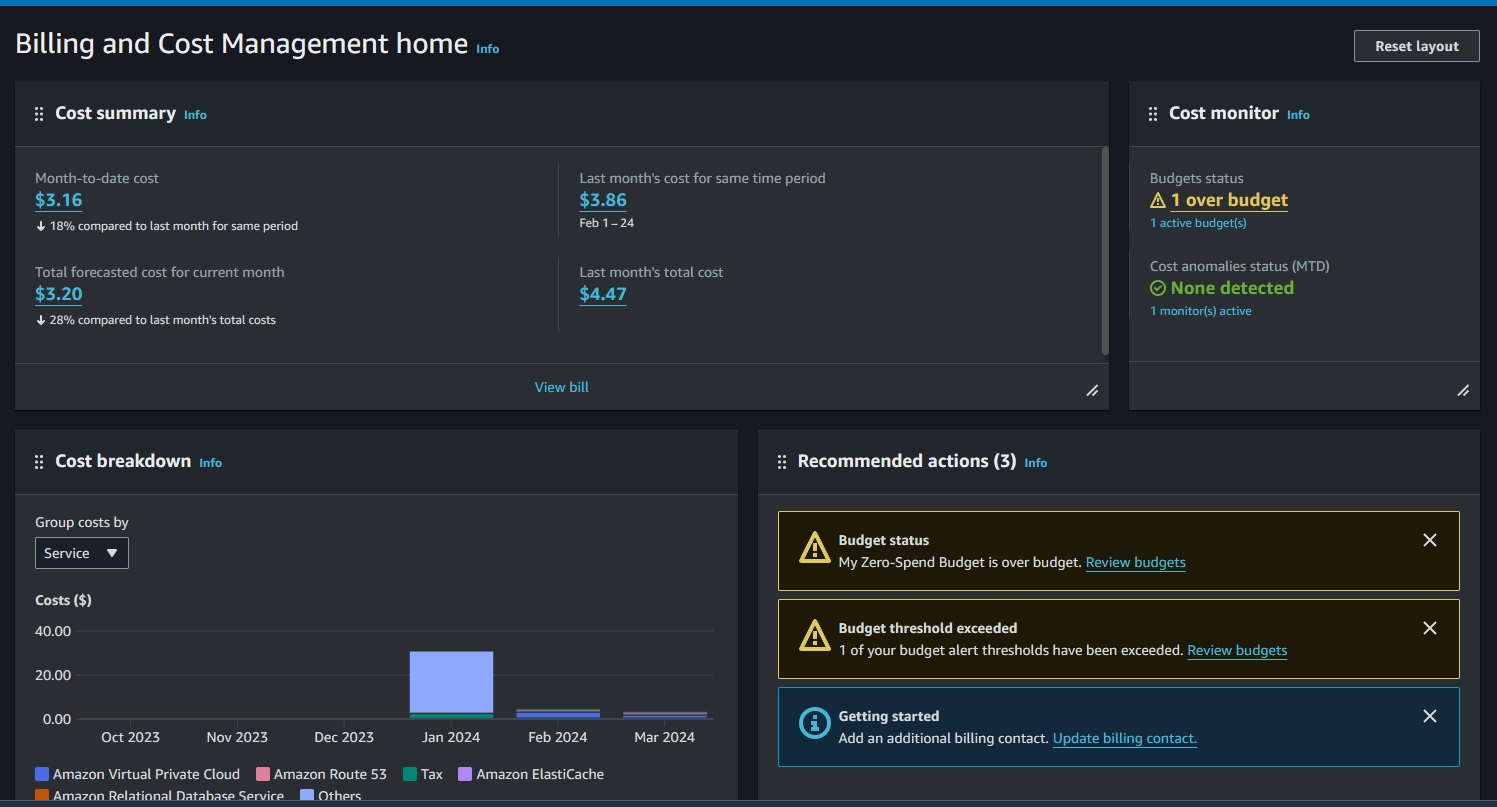 Billing and Cost Management home Info
Reset layout
Cost summary Info
Month-to-date cost
$3.16
18% compared to last month for same period
Last month's cost for same time period
$3.86
Feb 1 – 24
Total forecasted cost for current month
$3.20
28% compared to last month's total costs
Last month's total cost
$4.47
View bill
Cost monitor Info
Budgets status
1 over budget
1 active budget(s)
Cost anomalies status (MTD)
None detected
1 monitor(s) active
Cost breakdown Info
Group costs by
Service
Costs ($)
40.00
20.00
0.00
Oct 2023 Nov 2023 Dec 2023 Jan 2024 Feb 2024 Mar 2024
Amazon Virtual Private Cloud Amazon Route 53 Tax Amazon ElastiCache
Amazon Relational Database Service Others
Recommended actions (3) Info
Budget status
My Zero-Spend Budget is over budget. Review budgets
Budget threshold exceeded
1 of your budget alert thresholds have been exceeded. Review budgets
Getting started
Add an additional billing contact. Update billing contact.